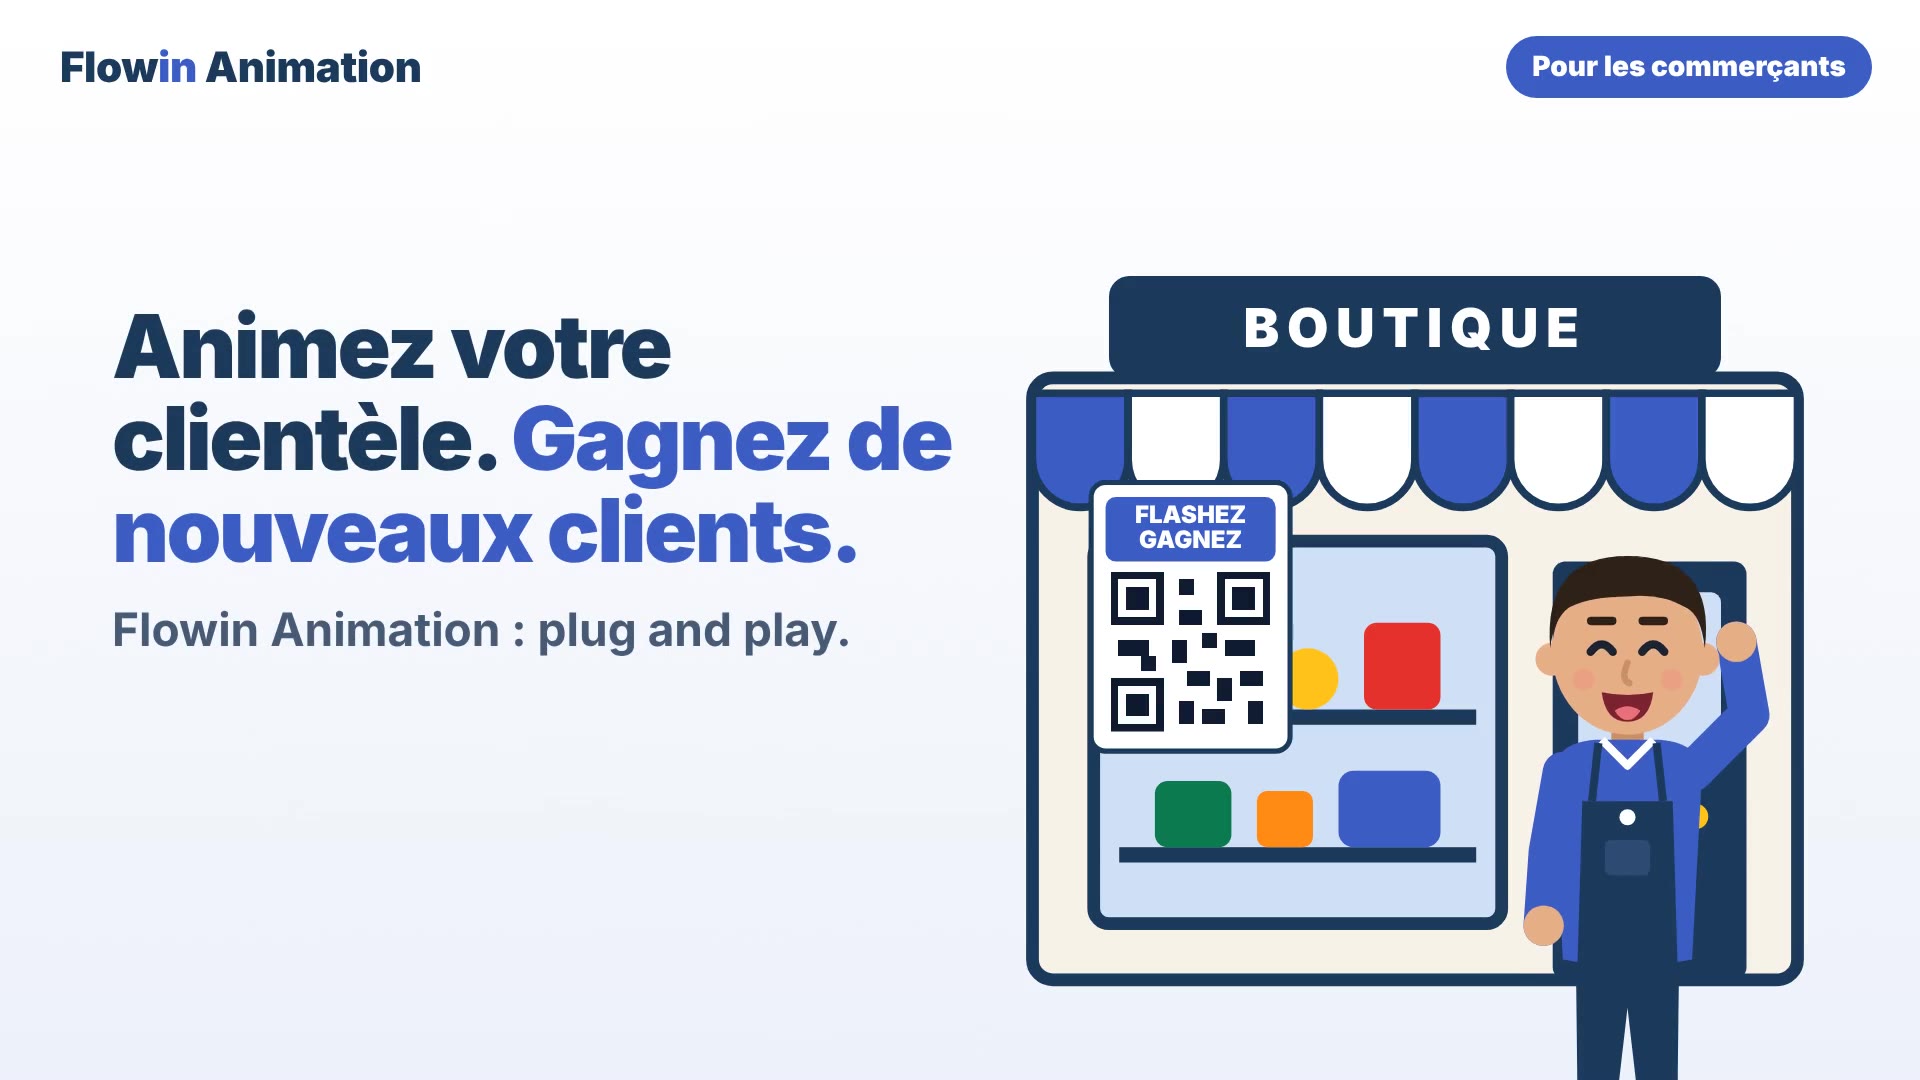 Flowin Animation
Pour les commerçants
Animez votre
clientèle. Gagnez de
nouveaux clients.
Flowin Animation : plug and play.
BOUTIQUE
FLASHEZ
GAGNEZ